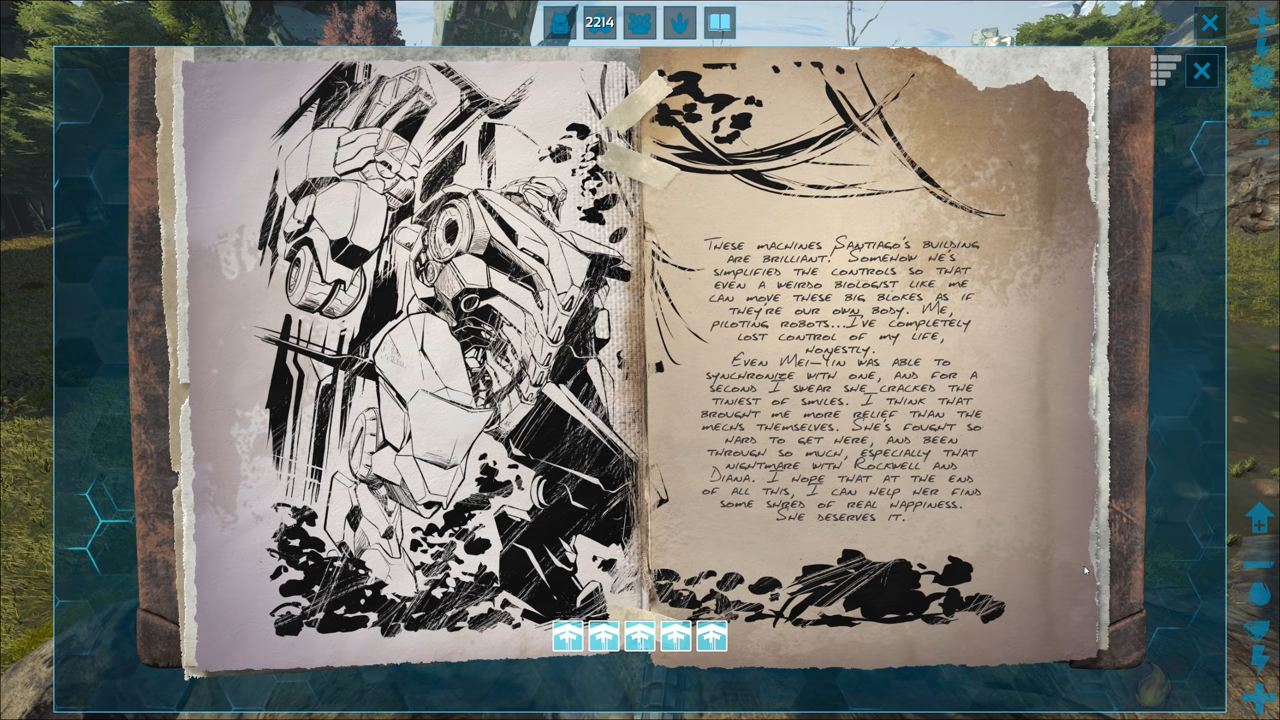 2214
These machines Santiago's building
are brilliant! Somehow he's
simplified the controls so that
even a weirdo biologist like me
can move these big blokes as if
they're our own body. Me,
piloting robots...I've completely
lost control of my life,
honestly.
Even Mei-Yin was able to
synchronize with one, and for a
second I swear she cracked the
tiniest of smiles. I think that
brought me more relief than the
mechs themselves. She's fought so
hard to get here, and been
through so much, especially that
nightmare with Rockwell and
Diana. I hope that at the end
of all this, I can help her find
some shred of real happiness.
She deserves it.